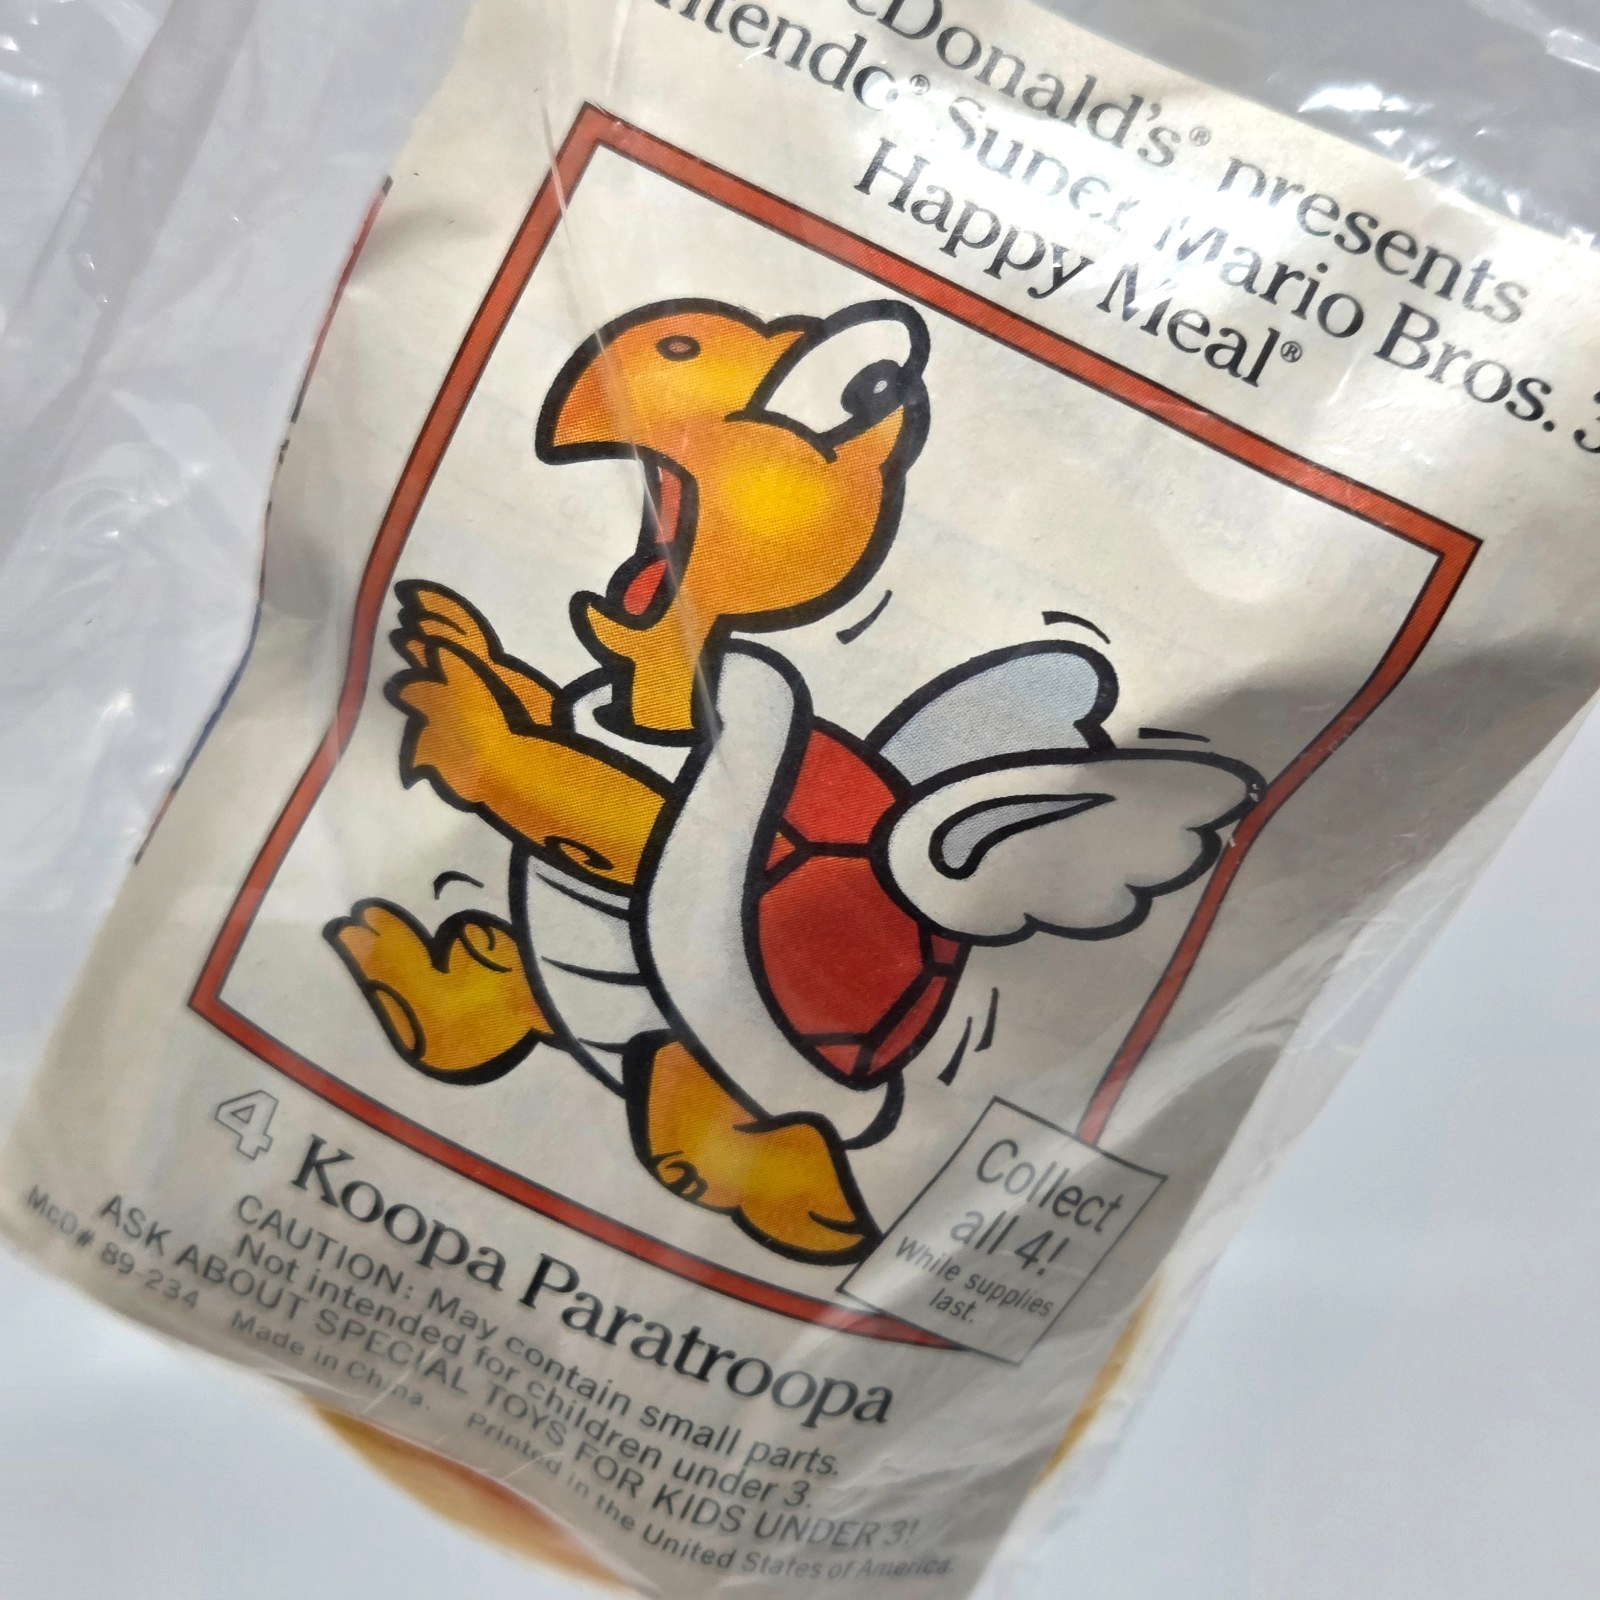 cDonald's® presents
ntendo® Super Mario Bros. 3
Happy Meal®
Collect
all 4!
While supplies
last.
4 Koopa Paratroopa
CAUTION: May contain small parts.
Not intended for children under 3.
ASK ABOUT SPECIAL TOYS FOR KIDS UNDER 3!
McD# 89-234 Made in China. Printed in the United States of America.